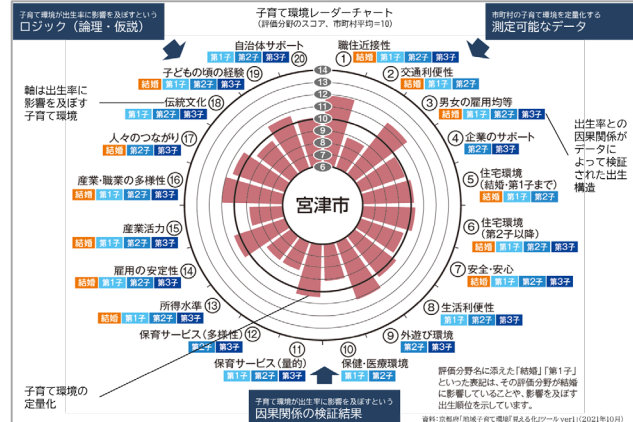 子育て環境が出生率に影響を及ぼすという
ロジック（論理・仮説）
子育て環境レーダーチャート
（評価分野のスコア、市町村平均＝10）
市町村の子育て環境を定量化する
測定可能なデータ
自治体サポート ⑳
第1子 第2子 第3子
① 職住近接性
結婚 第1子 第2子 第3子
子どもの頃の経験 ⑲
結婚 第1子 第2子 第3子
② 交通利便性
結婚 第1子 第2子
軸は出生率に
影響を及ぼす
子育て環境
伝統文化 ⑱
第1子 第2子 第3子
③ 男女の雇用均等
結婚 第1子 第2子 第3子
人々のつながり ⑰
結婚 第1子 第2子 第3子
④ 企業のサポート
第2子 第3子
出生率との
因果関係が
データに
よって検証
された出生
構造
産業・職業の多様性 ⑯
結婚 第1子 第2子 第3子
⑤ 住宅環境
（結婚・第1子まで）
結婚 第1子 第2子
産業活力 ⑮
結婚 第1子 第2子 第3子
⑥ 住宅環境
（第2子以降）
第1子 第2子 第3子
雇用の安定性 ⑭
結婚 第1子 第2子 第3子
⑦ 安全・安心
結婚 第1子 第2子 第3子
所得水準 ⑬
結婚 第1子 第2子 第3子
⑧ 生活利便性
第1子 第2子 第3子
保育サービス（多様性） ⑫
第2子 第3子
⑨ 外遊び環境
第2子 第3子
保育サービス（量的） ⑪
第1子 第2子 第3子
⑩ 保健・医療環境
第1子 第2子
14
13
12
11
10
9
8
7
6
宮津市
子育て環境の
定量化
子育て環境が出生率に影響を及ぼすという
因果関係の検証結果
評価分野名に添えた「結婚」「第1子」
といった表記は、その評価分野が結婚
に影響していることや、影響を及ぼす
出生順位を示しています。
資料：京都府「地域子育て環境「見える化」ツール ver1」（2021年10月）